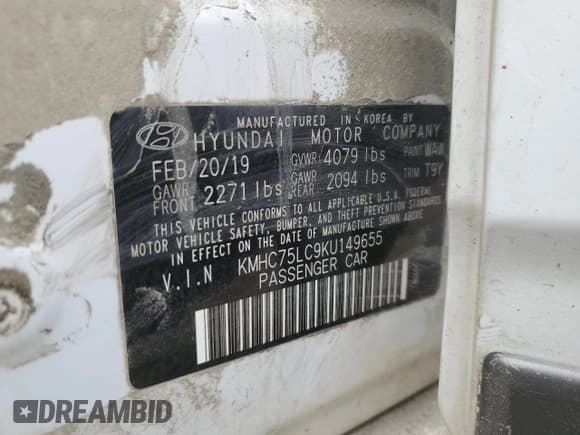 MANUFACTURED IN KOREA BY
HYUNDAI MOTOR COMPANY
FEB/20/19 GVWR 4079 lbs PAINT WAW
GAWR FRONT 2271 lbs GAWR REAR 2094 lbs TRIM T9Y
THIS VEHICLE CONFORMS TO ALL APPLICABLE U.S.A. FEDERAL
MOTOR VEHICLE SAFETY, BUMPER, AND THEFT PREVENTION STANDARDS
IN EFFECT ON THE DATE OF MANUFACTURE SHOWN ABOVE.
V.I.N KMHC75LC9KU149655
PASSENGER CAR
DREAMBID